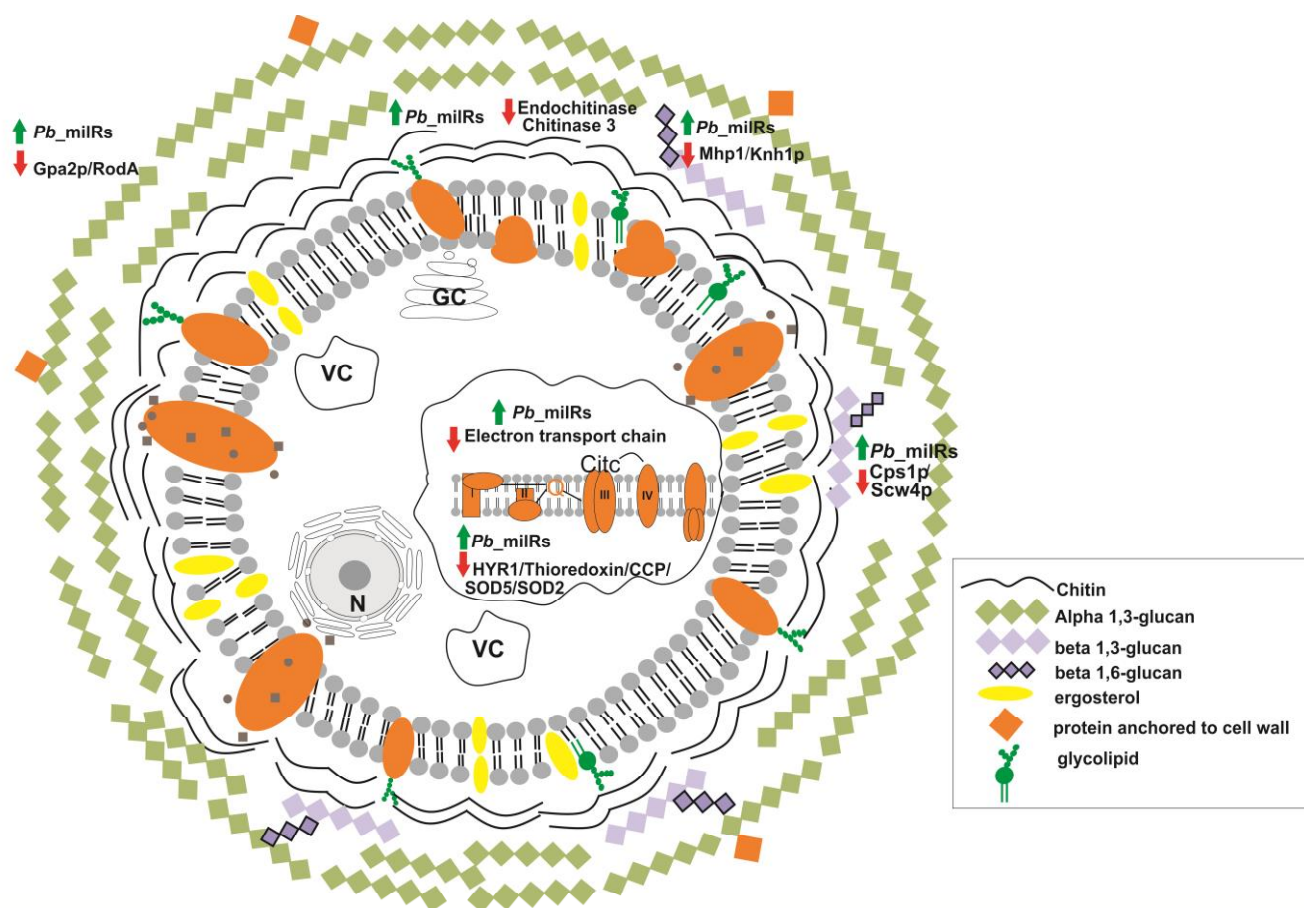 Pb_milRs
Gpa2p/RodA
Pb_milRs
Endochitinase
Chitinase 3
Pb_milRs
Mhp1/Knh1p
GC
VC
Pb_milRs
Electron transport chain
Citc
I
II
Q
III
IV
Pb_milRs
HYR1/Thioredoxin/CCP/
SOD5/SOD2
Pb_milRs
Cps1p/
Scw4p
N
VC
Chitin
Alpha 1,3-glucan
beta 1,3-glucan
beta 1,6-glucan
ergosterol
protein anchored to cell wall
glycolipid